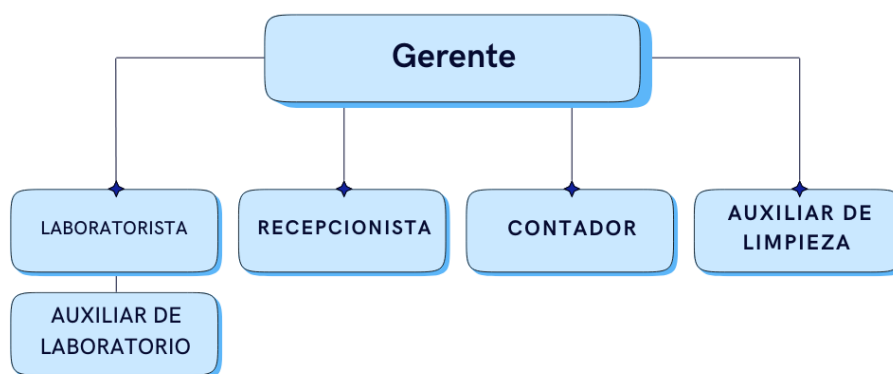 Gerente
LABORATORISTA
RECEPCIONISTA
CONTADOR
AUXILIAR DE
LIMPIEZA
AUXILIAR DE
LABORATORIO